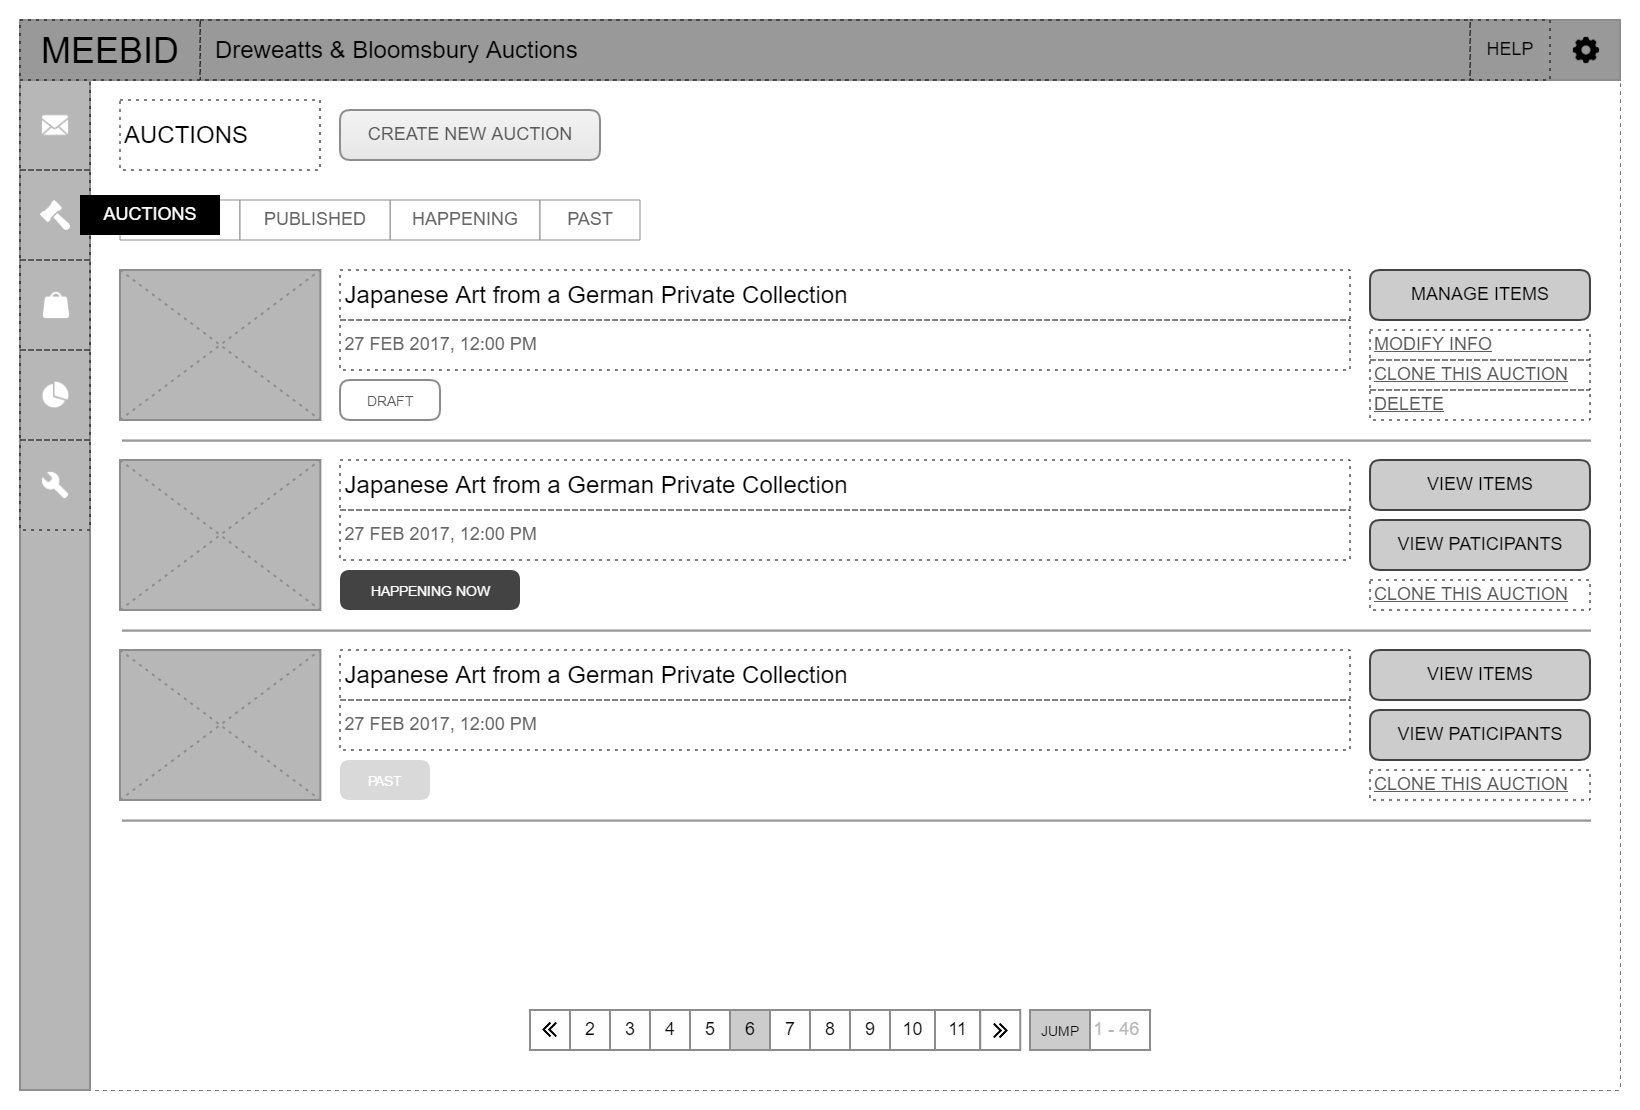 MEEBID
Dreweatts & Bloomsbury Auctions
HELP
AUCTIONS
CREATE NEW AUCTION
AUCTIONS
PUBLISHED
HAPPENING
PAST
Japanese Art from a German Private Collection
27 FEB 2017, 12:00 PM
DRAFT
MANAGE ITEMS
MODIFY INFO
CLONE THIS AUCTION
DELETE
Japanese Art from a German Private Collection
27 FEB 2017, 12:00 PM
HAPPENING NOW
VIEW ITEMS
VIEW PATICIPANTS
CLONE THIS AUCTION
Japanese Art from a German Private Collection
27 FEB 2017, 12:00 PM
PAST
VIEW ITEMS
VIEW PATICIPANTS
CLONE THIS AUCTION
2 3 4 5 6 7 8 9 10 11 JUMP 1 - 46